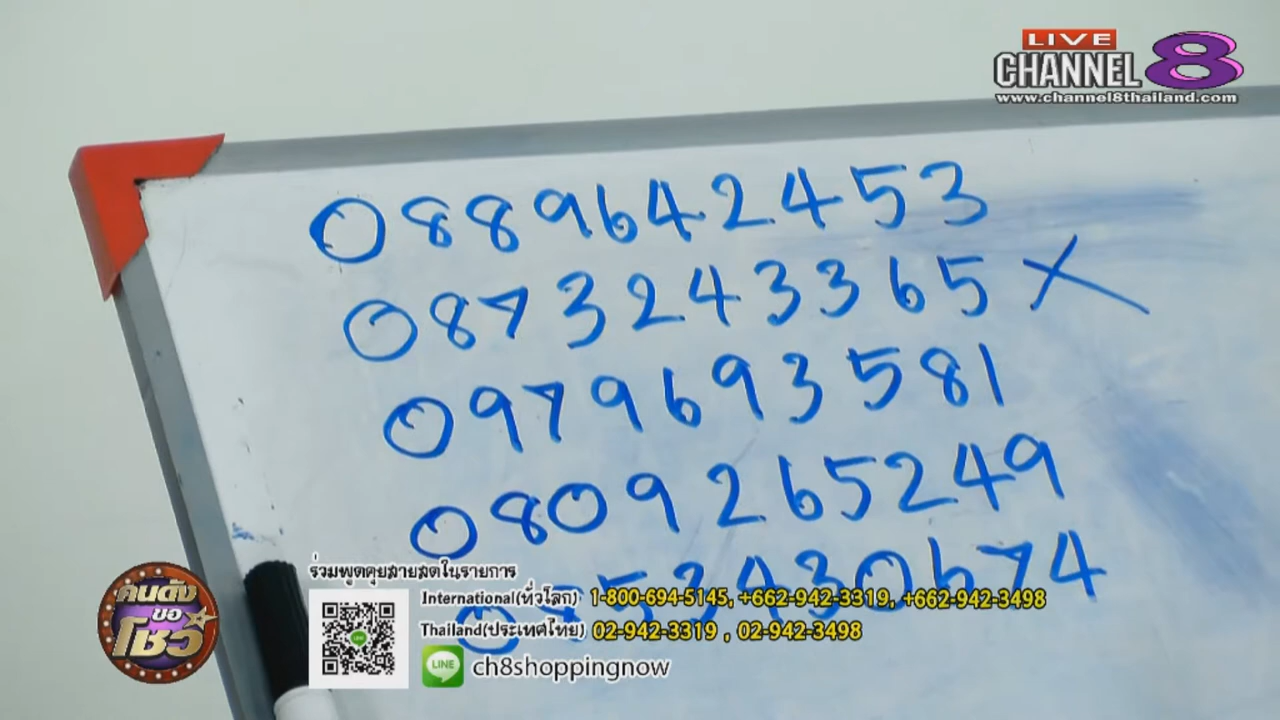 LIVE
CHANNEL 8
www.channel8thailand.com
0889642453
0873243365 X
0979693581
0809265249
53430674
ร่วมพูดคุยสายสดในรายการ
International(ทั่วโลก) 1-800-694-5145, +662-942-3319, +662-942-3498
Thailand(ประเทศไทย) 02-942-3319 , 02-942-3498
LINE ch8shoppingnow
คนดัง
ขอ
โชว์